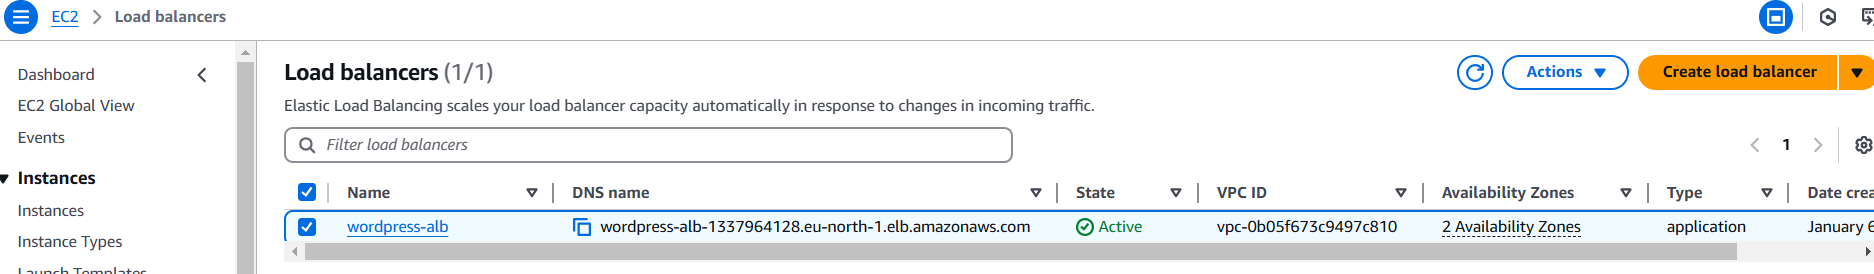 EC2 > Load balancers
Dashboard
EC2 Global View
Events
Instances
Instances
Instance Types
Launch Templates
Load balancers (1/1)
Actions
Create load balancer
Elastic Load Balancing scales your load balancer capacity automatically in response to changes in incoming traffic.
Filter load balancers
1
Name DNS name State VPC ID Availability Zones Type Date crea
wordpress-alb wordpress-alb-1337964128.eu-north-1.elb.amazonaws.com Active vpc-0b05f673c9497c810 2 Availability Zones application January 6